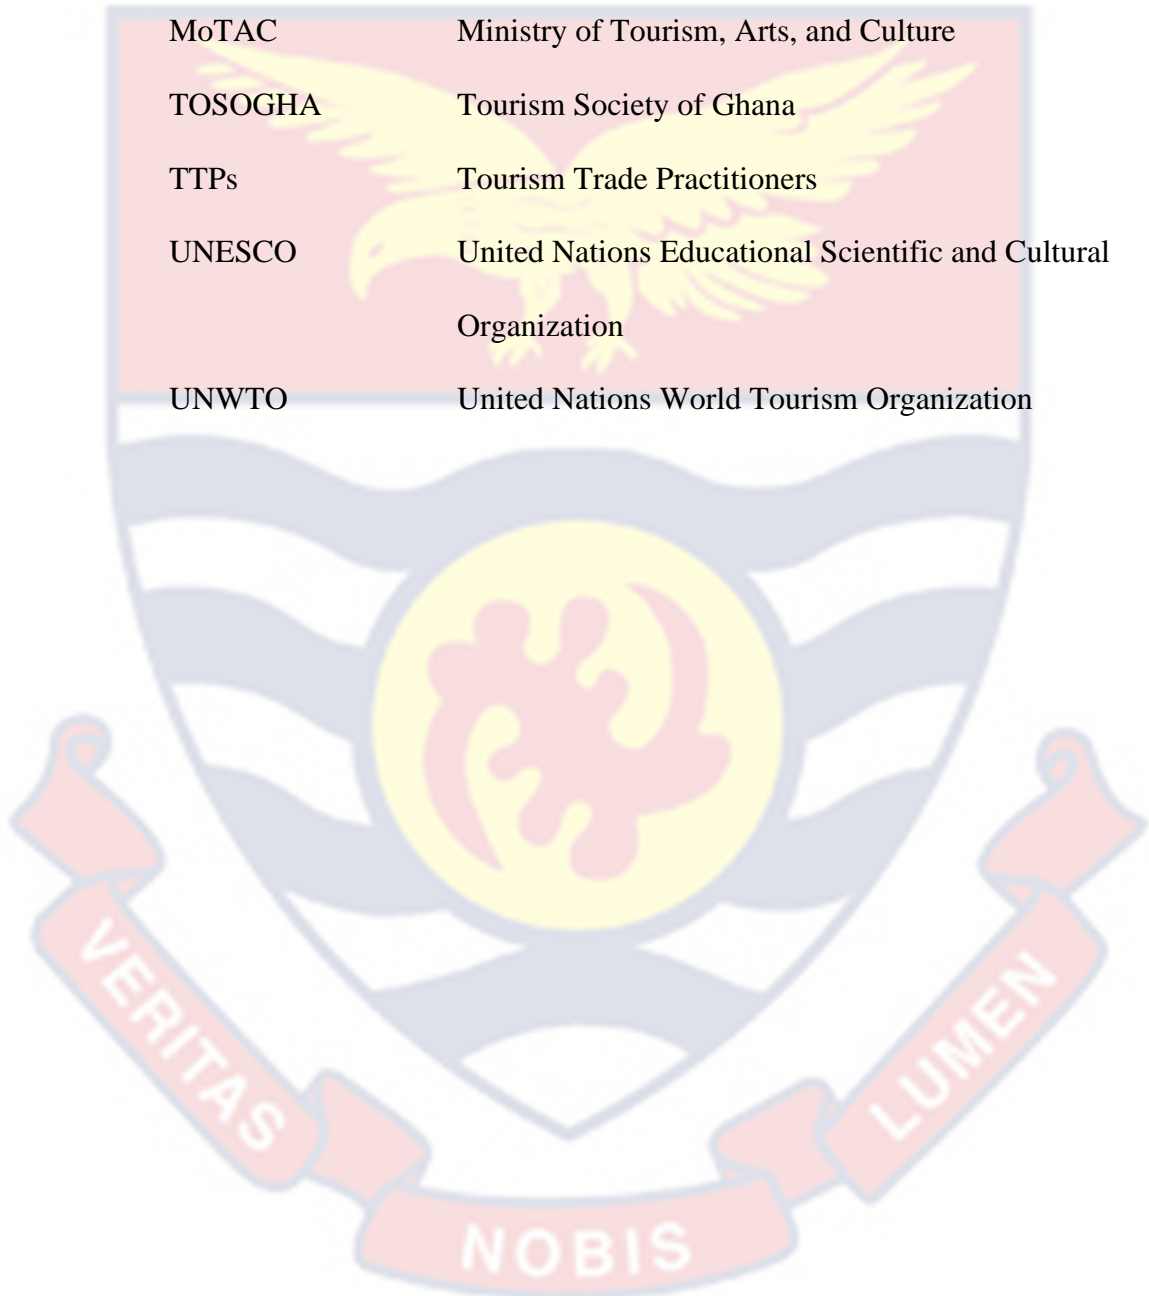 MoTAC Ministry of Tourism, Arts, and Culture
TOSOGHA Tourism Society of Ghana
TTPs Tourism Trade Practitioners
UNESCO United Nations Educational Scientific and Cultural
Organization
UNWTO United Nations World Tourism Organization
VERITAS
NOBIS
LUMEN